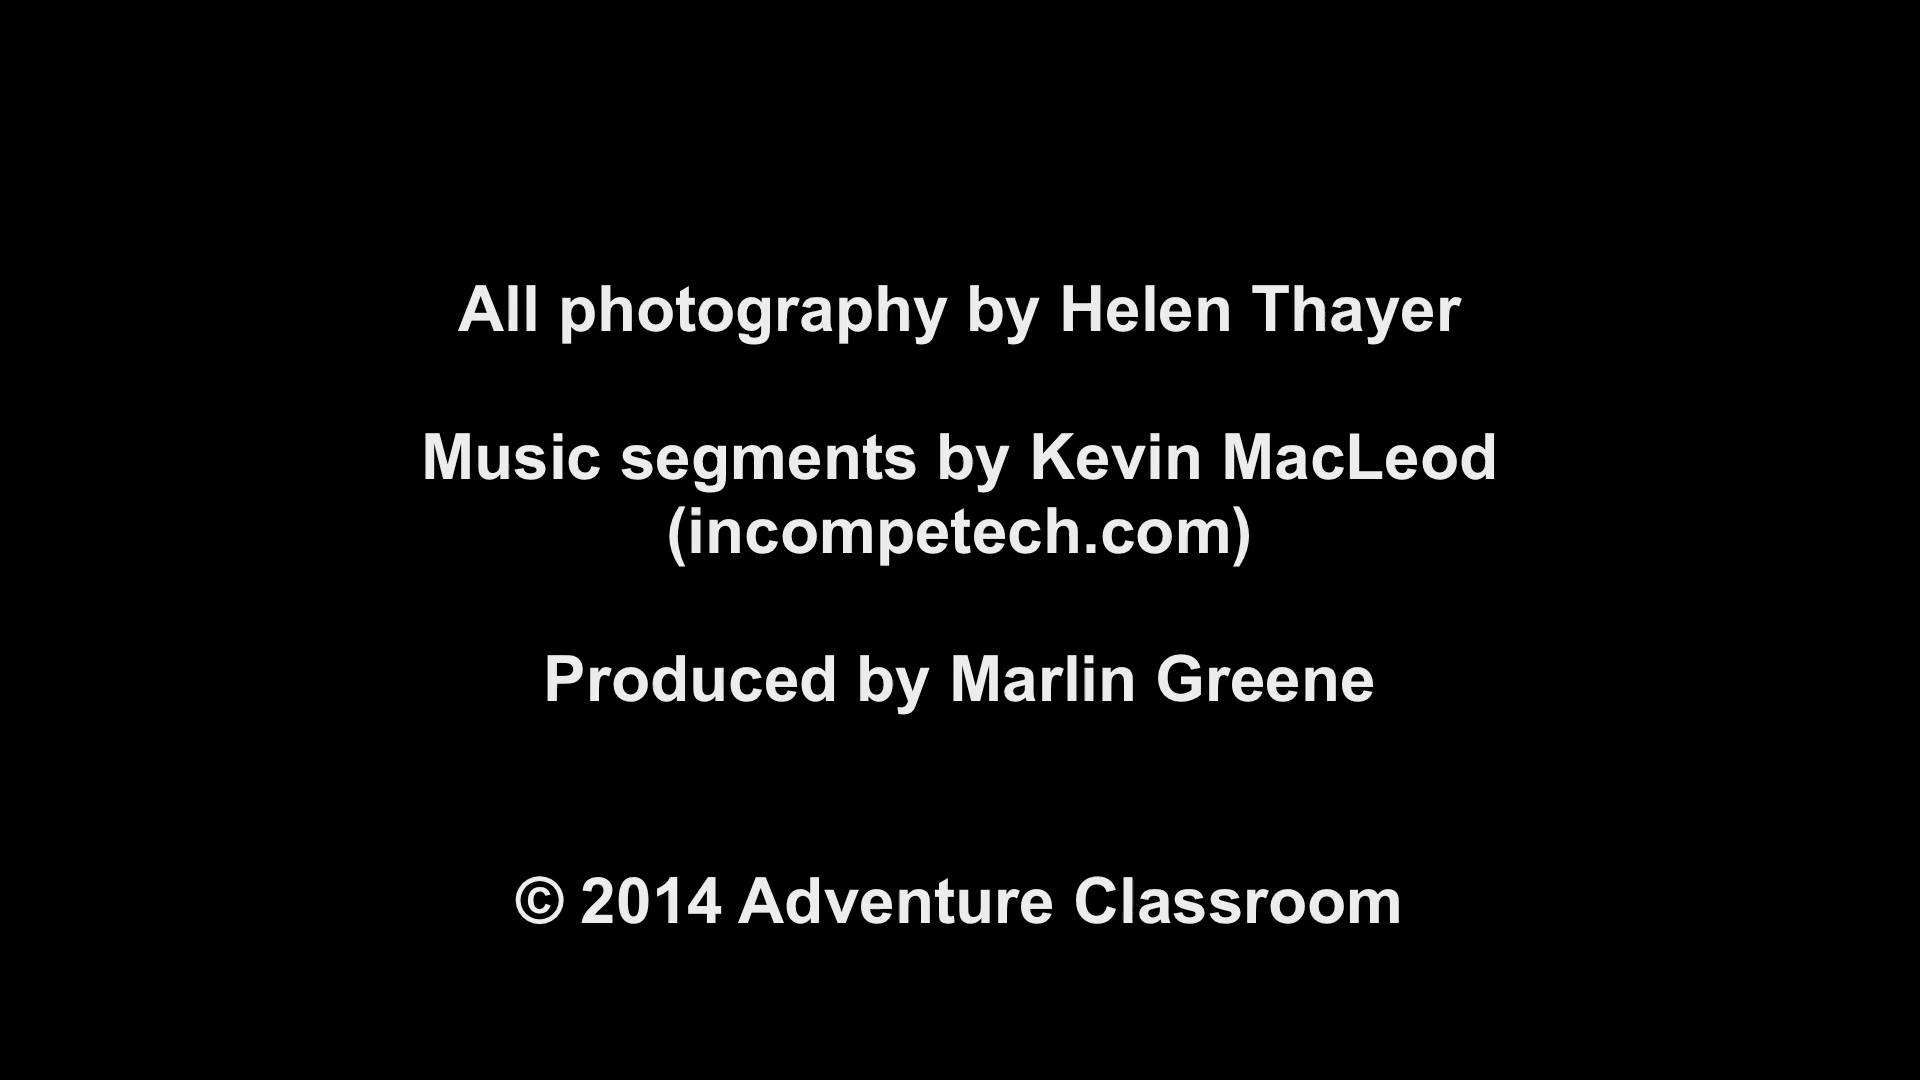 All photography by Helen Thayer
Music segments by Kevin MacLeod
(incompetech.com)
Produced by Marlin Greene
© 2014 Adventure Classroom